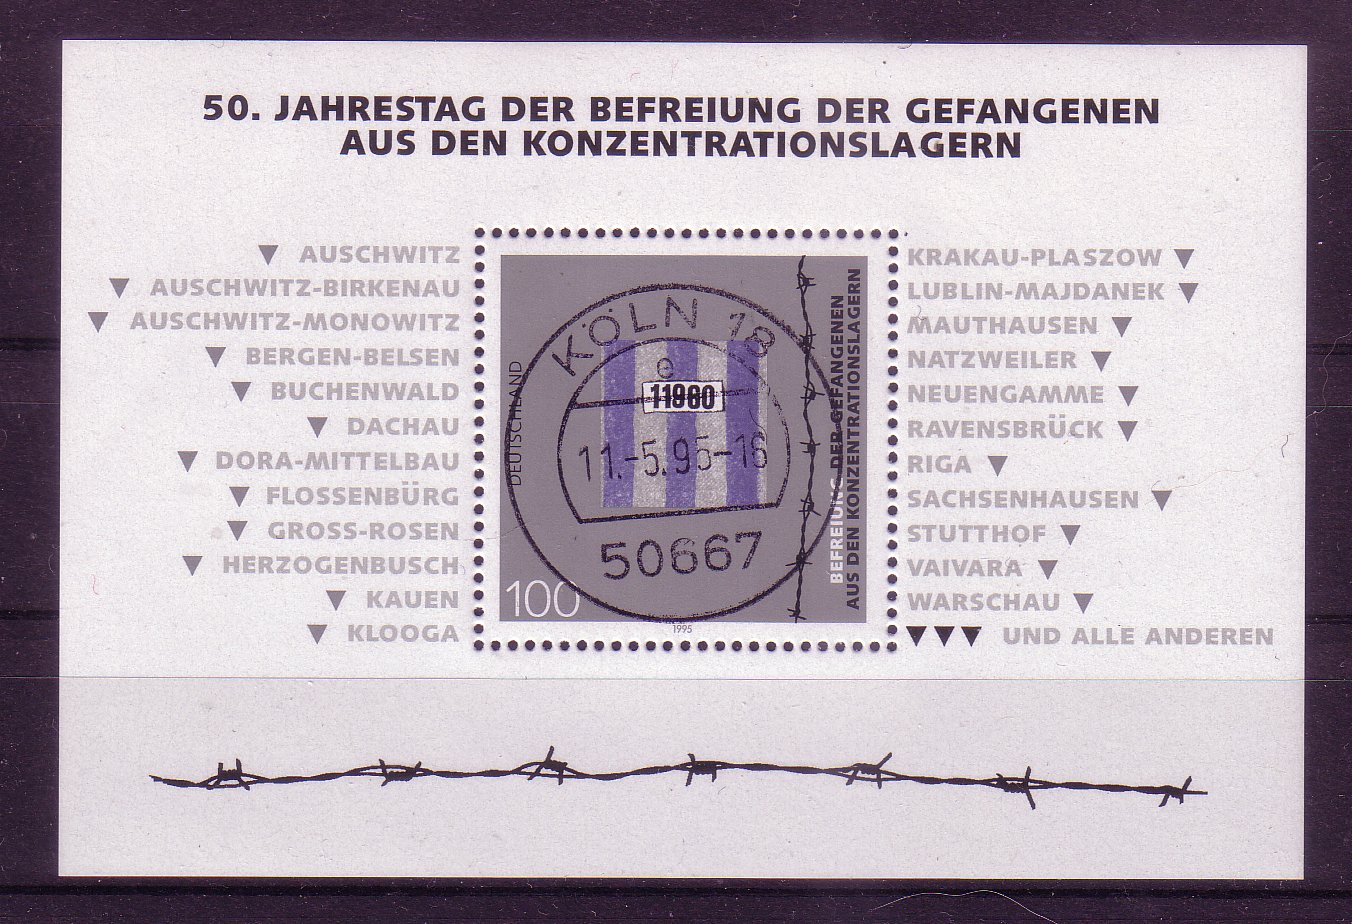 50. JAHRESTAG DER BEFREIUNG DER GEFANGENEN
AUS DEN KONZENTRATIONSLAGERN
▼ AUSCHWITZ
▼ AUSCHWITZ-BIRKENAU
▼ AUSCHWITZ-MONOWITZ
▼ BERGEN-BELSEN
▼ BUCHENWALD
▼ DACHAU
▼ DORA-MITTELBAU
▼ FLOSSENBÜRG
▼ GROSS-ROSEN
▼ HERZOGENBUSCH
▼ KAUEN
▼ KLOOGA
DEUTSCHLAND
KÖLN 18
e
11860
11.-5.95-16
50667
100
1995
BEFREIUNG DER GEFANGENEN
AUS DEN KONZENTRATIONSLAGERN
KRAKAU-PLASZOW ▼
LUBLIN-MAJDANEK ▼
MAUTHAUSEN ▼
NATZWEILER ▼
NEUENGAMME ▼
RAVENSBRÜCK ▼
RIGA ▼
SACHSENHAUSEN ▼
STUTTHOF ▼
VAIVARA ▼
WARSCHAU ▼
▼▼▼ UND ALLE ANDEREN